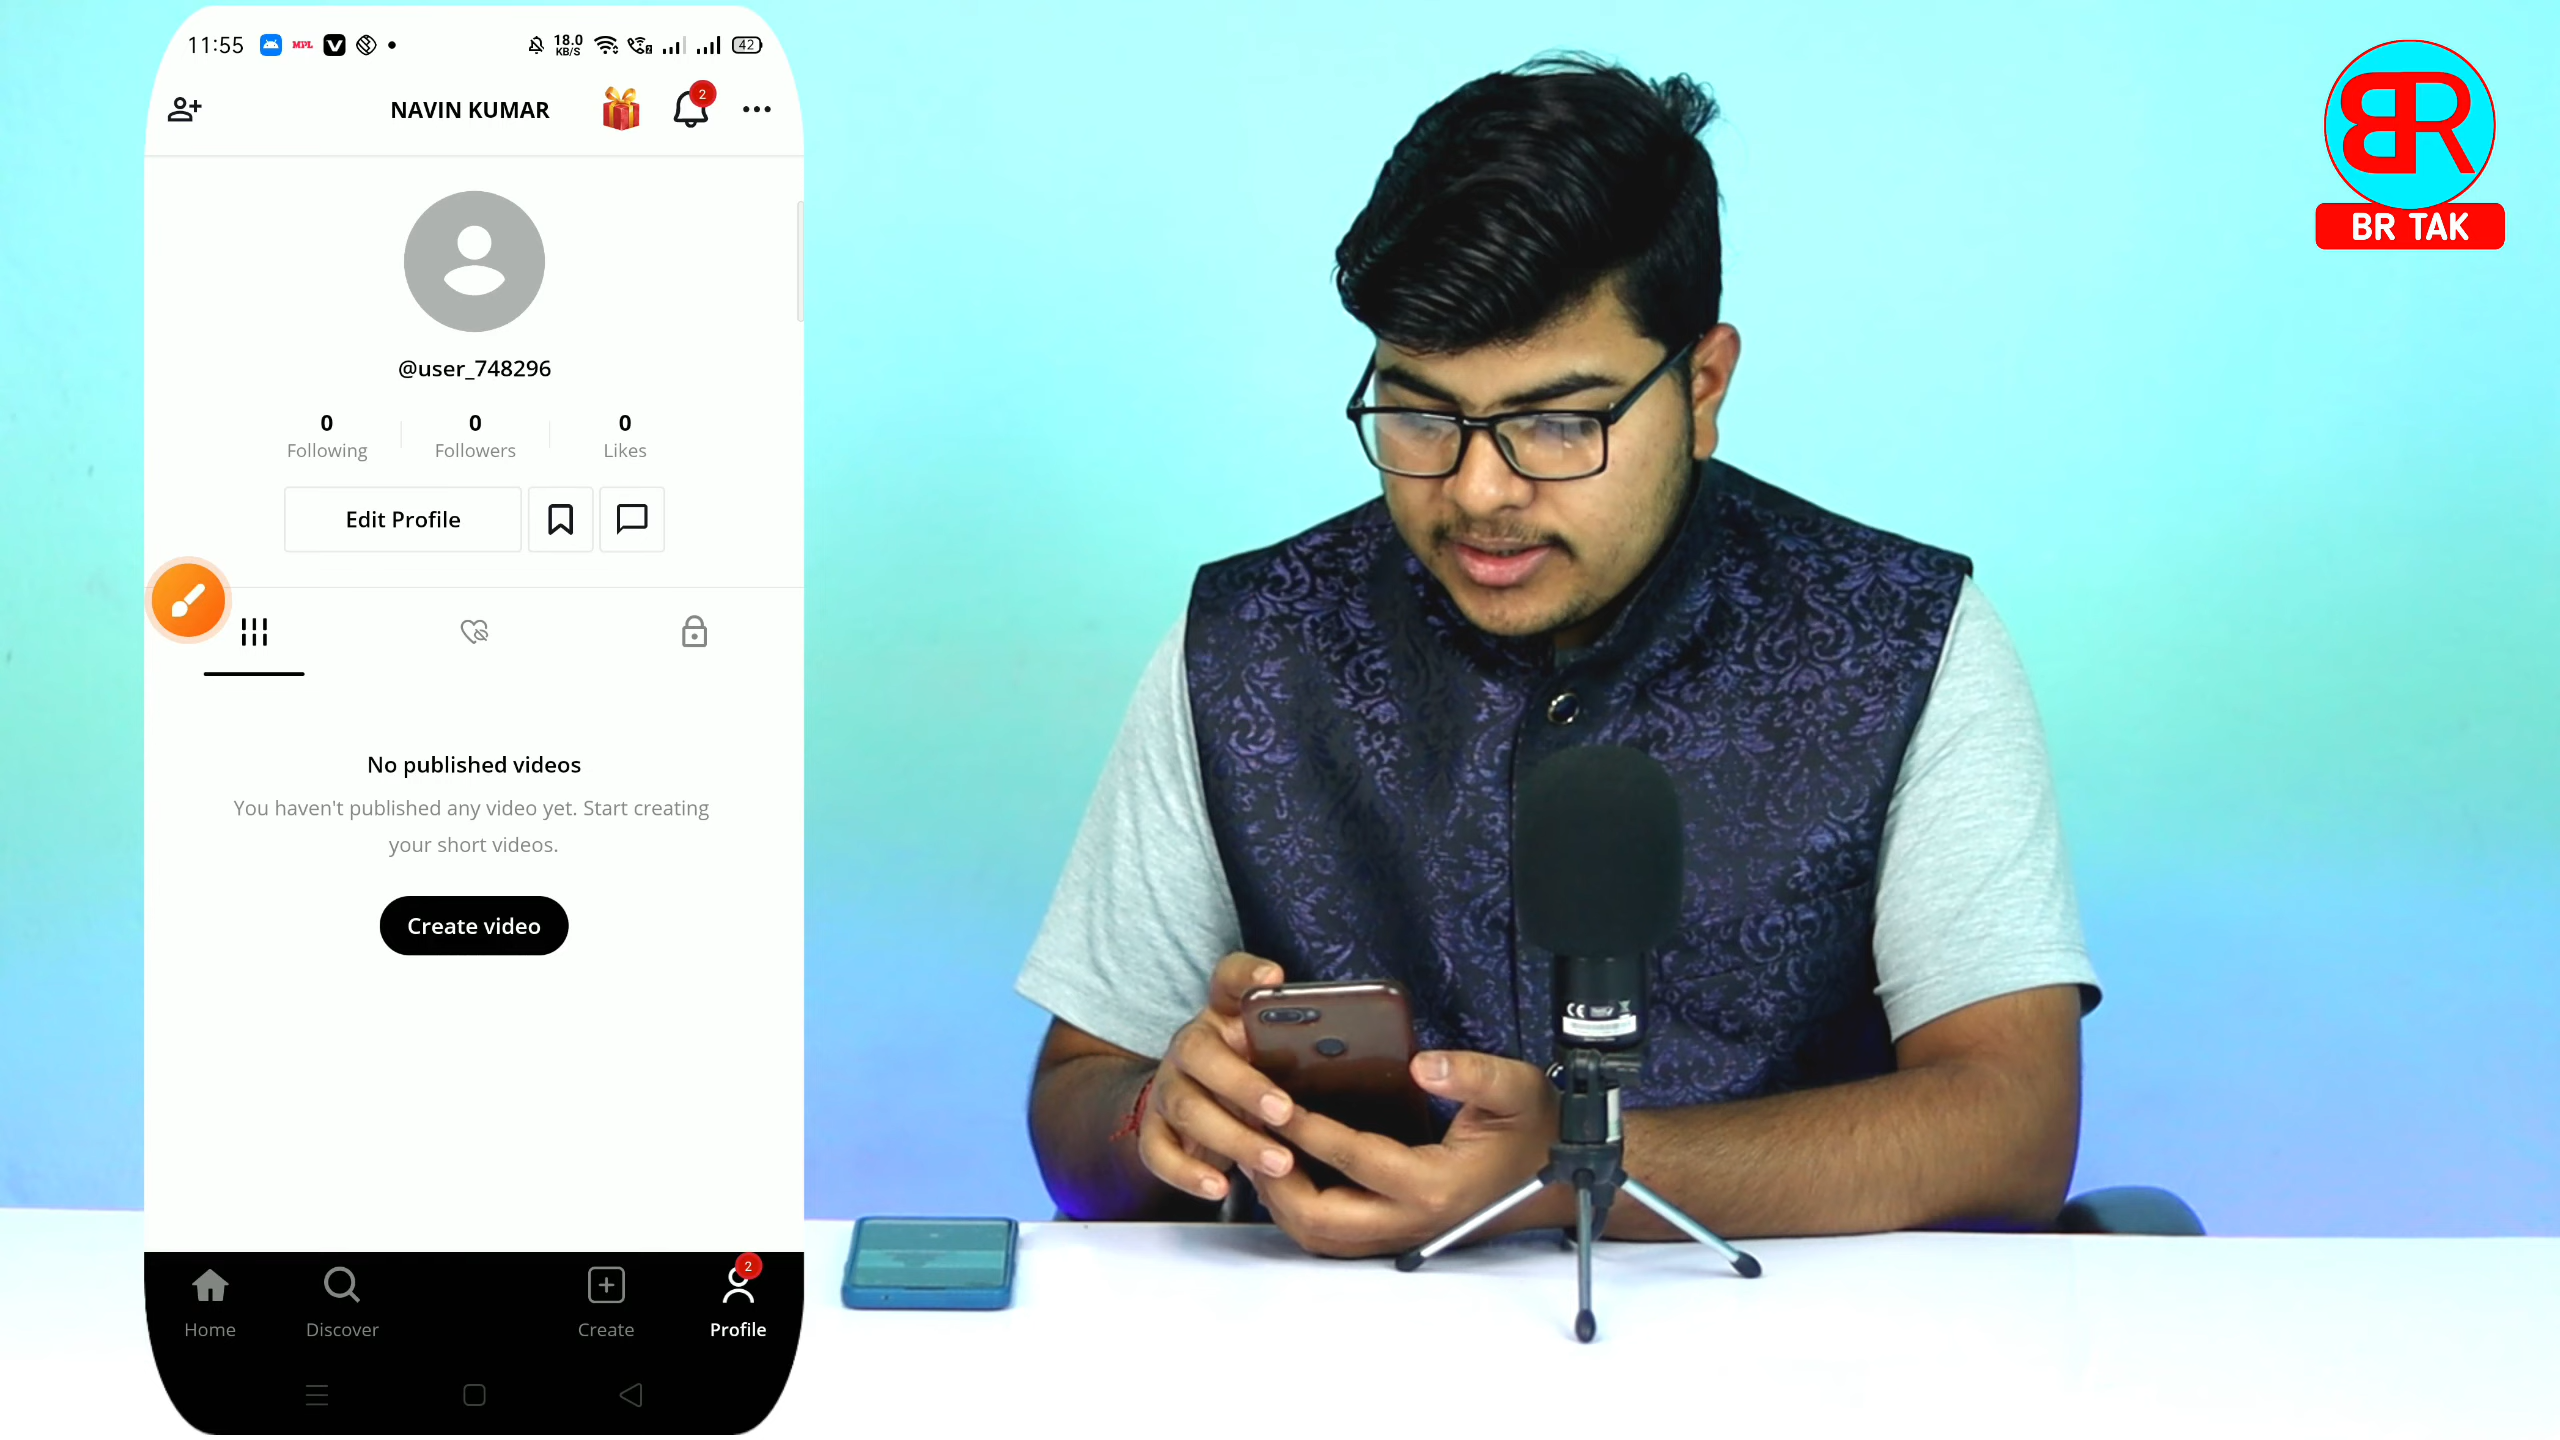 11:55
MPL
18.0
KB/S
42
NAVIN KUMAR
2
@user_748296
0
0
0
Following
Followers
Likes
Edit Profile
No published videos
You haven't published any video yet. Start creating
your short videos.
Create video
2
Home
Discover
Create
Profile
BR
BR TAK
CE